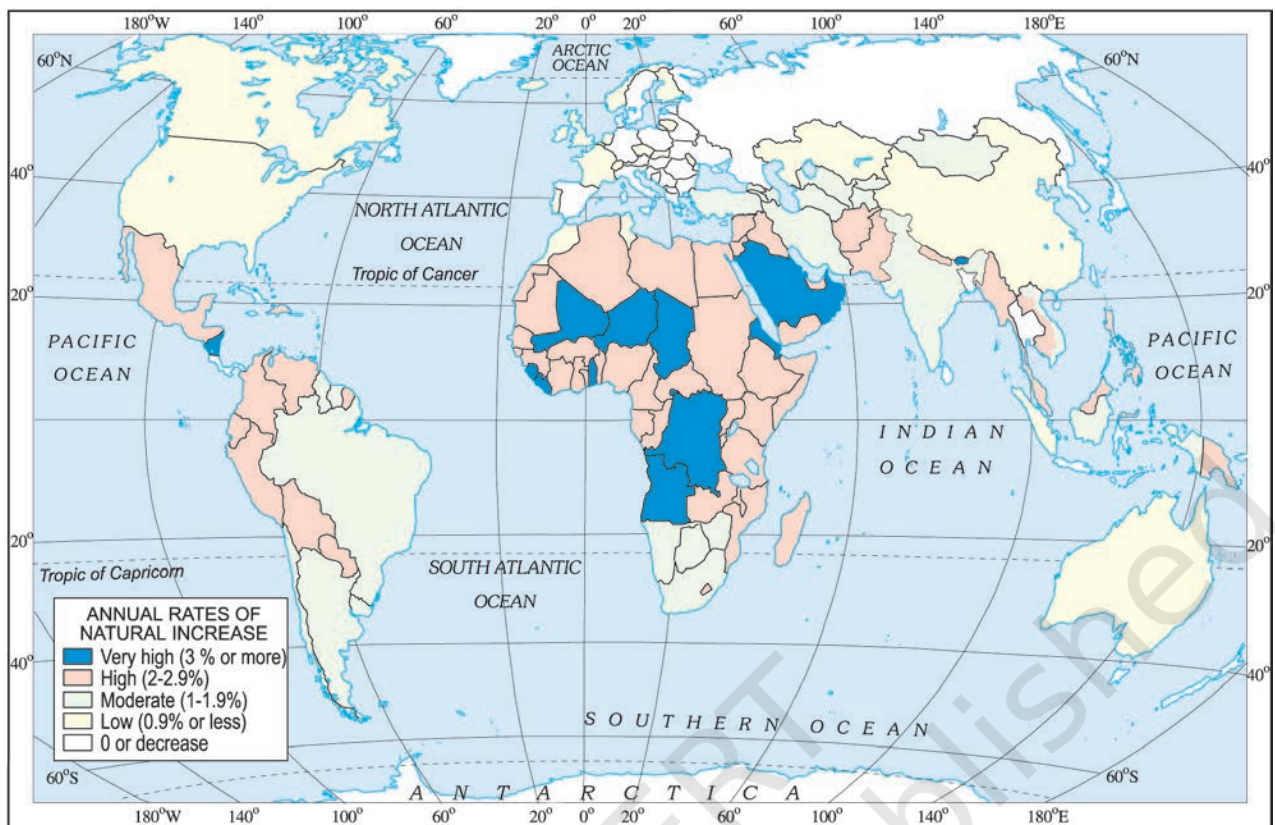 180°W 140° 100° 60° 20° 0° 20° 60° 100° 140° 180°E
ARCTIC
OCEAN
60°N
60°N
40°
40°
NORTH ATLANTIC
OCEAN
Tropic of Cancer
20°
20°
PACIFIC
OCEAN
PACIFIC
OCEAN
0°
0°
INDIAN
OCEAN
20°
20°
Tropic of Capricorn
SOUTH ATLANTIC
OCEAN
ANNUAL RATES OF
NATURAL INCREASE
Very high (3 % or more)
High (2-2.9%)
Moderate (1-1.9%)
Low (0.9% or less)
0 or decrease
40°
40°
SOUTHERN OCEAN
60°S
60°S
ANTARCTICA
180°W 140° 100° 60° 20° 0° 20° 60° 100° 140° 180°E